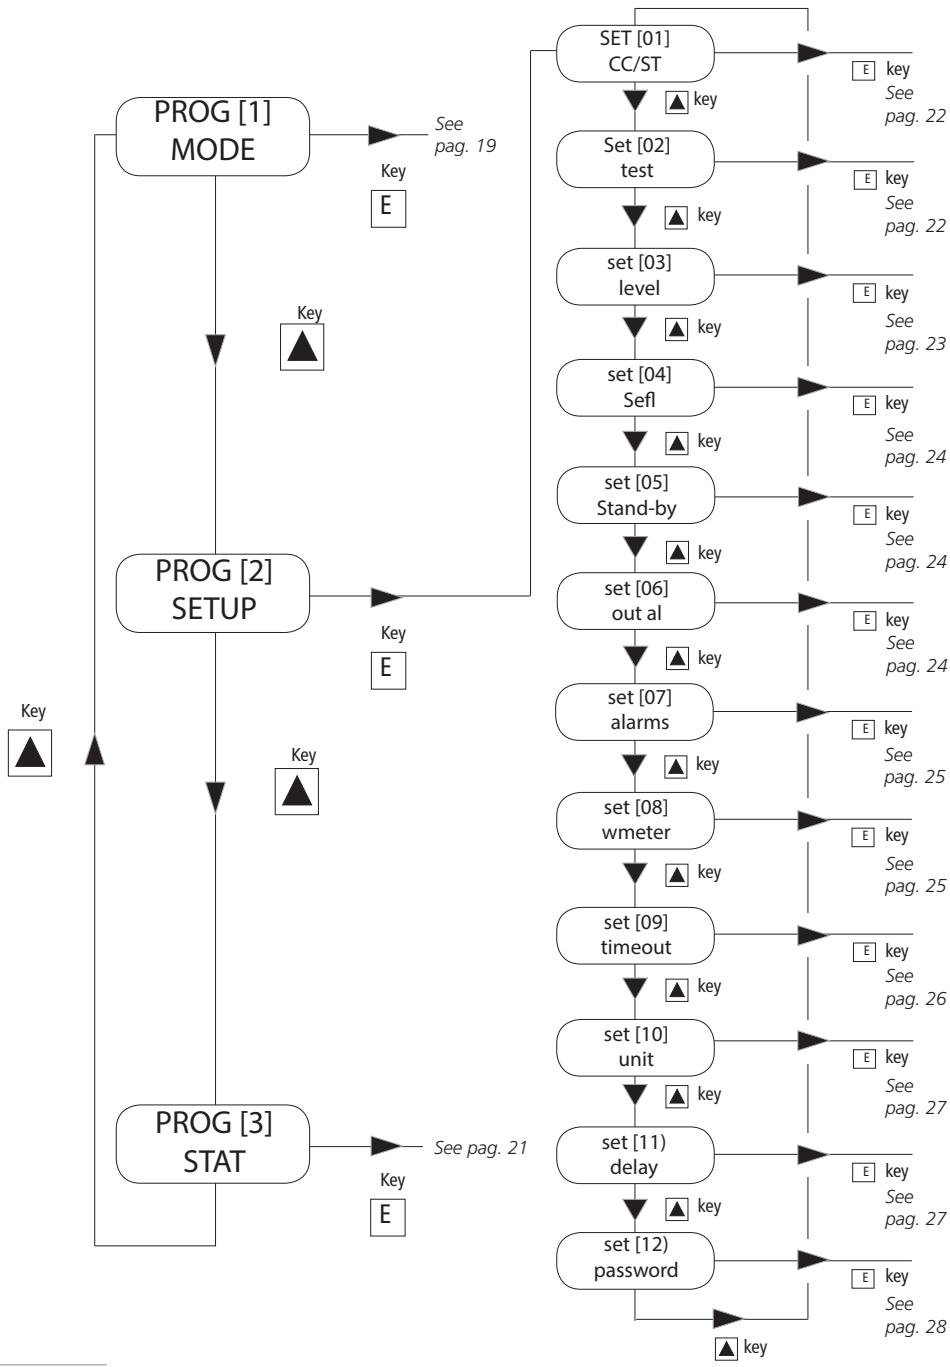 PROG [1]
MODE
See
pag. 19
Key
E
Key
PROG [2]
SETUP
Key
E
Key
Key
PROG [3]
STAT
See pag. 21
Key
E
SET [01]
CC/ST
E key
See
pag. 22
key
Set [02]
test
E key
See
pag. 22
key
set [03]
level
E key
See
pag. 23
key
set [04]
Sefl
E key
See
pag. 24
key
set [05]
Stand-by
E key
See
pag. 24
key
set [06]
out al
E key
See
pag. 24
key
set [07]
alarms
E key
See
pag. 25
key
set [08]
wmeter
E key
See
pag. 25
key
set [09]
timeout
E key
See
pag. 26
key
set [10]
unit
E key
See
pag. 27
key
set [11)
delay
E key
See
pag. 27
key
set [12)
password
E key
See
pag. 28
key